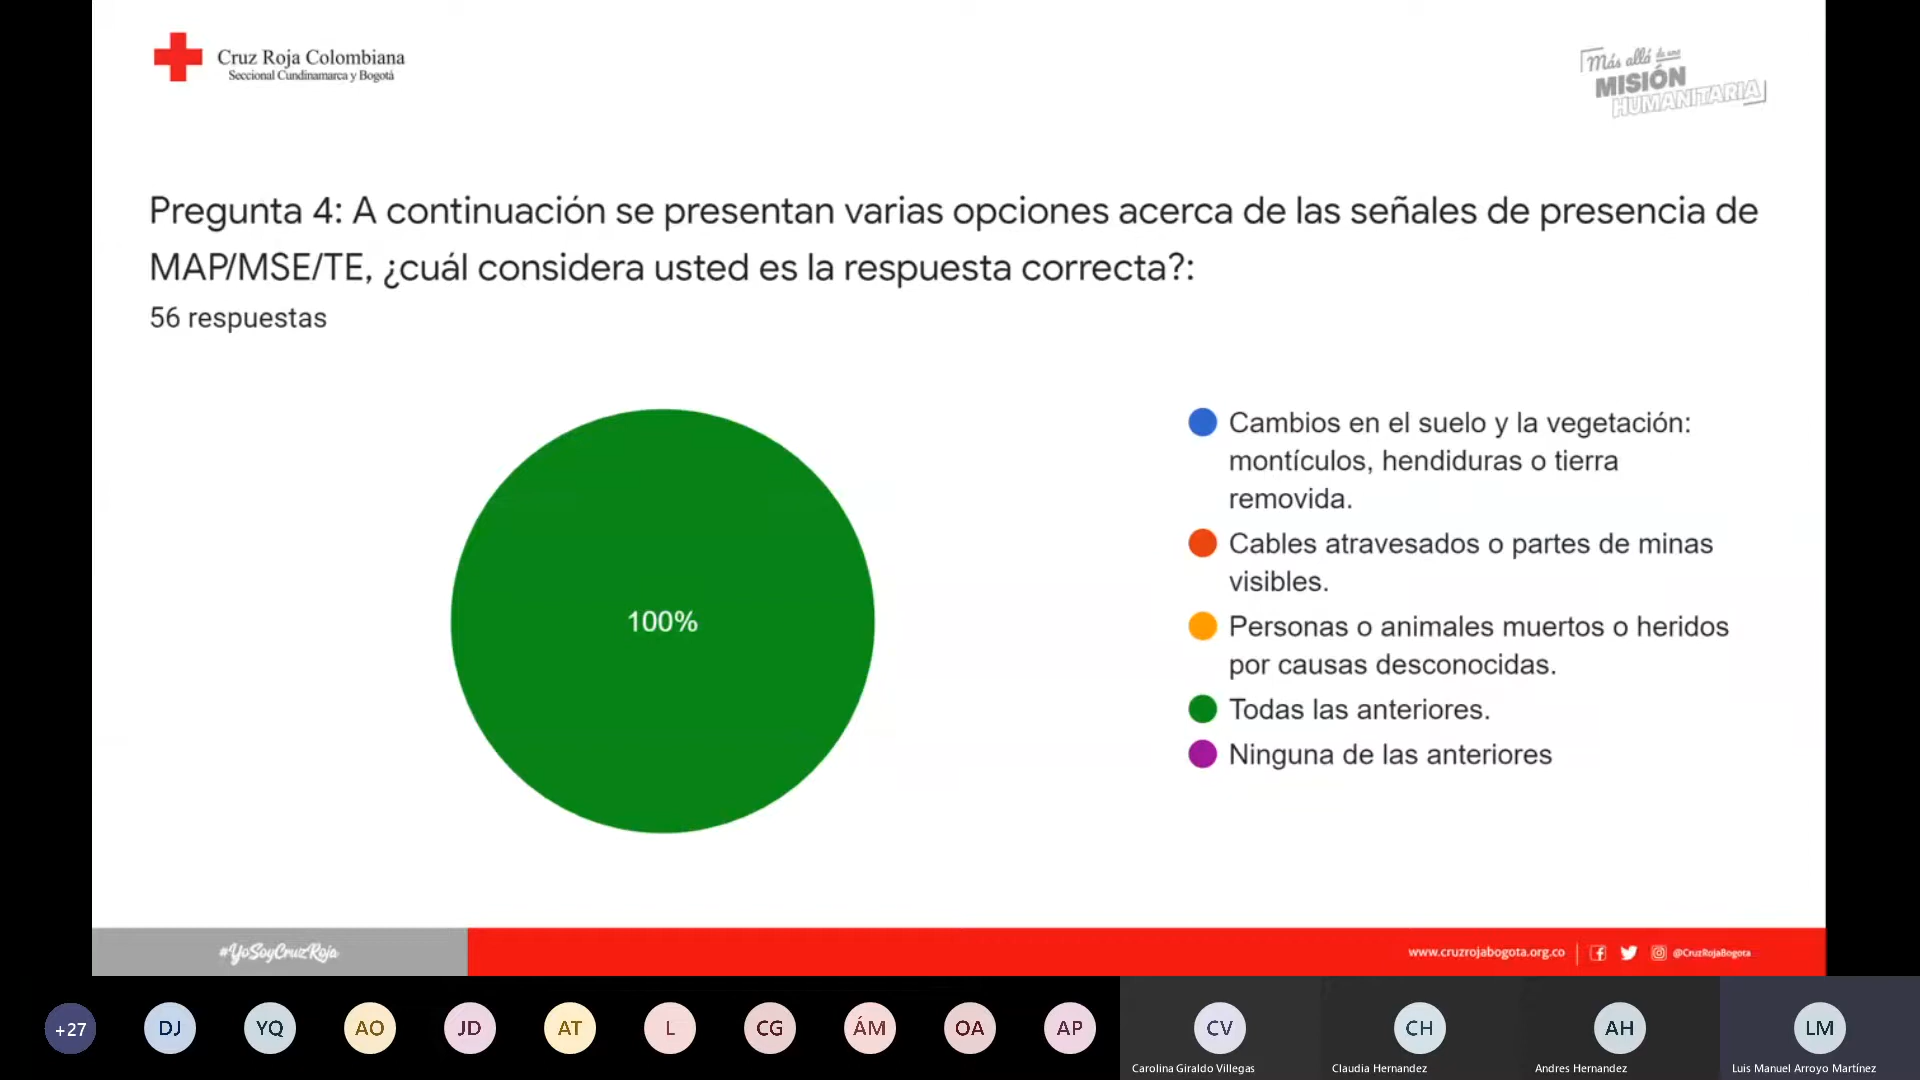 Cruz Roja Colombiana
Seccional Cundinamarca y Bogotá
Más allá de una
MISIÓN
HUMANITARIA
Pregunta 4: A continuación se presentan varias opciones acerca de las señales de presencia de
MAP/MSE/TE, ¿cuál considera usted es la respuesta correcta?:
56 respuestas
100%
Cambios en el suelo y la vegetación:
montículos, hendiduras o tierra
removida.
Cables atravesados o partes de minas
visibles.
Personas o animales muertos o heridos
por causas desconocidas.
Todas las anteriores.
Ninguna de las anteriores
#YoSoyCruzRoja
www.cruzrojabogota.org.co
@CruzRojaBogota
+27
DJ
YQ
AO
JD
AT
L
CG
ÁM
OA
AP
CV
CH
AH
LM
Carolina Giraldo Villegas
Claudia Hernandez
Andres Hernandez
Luis Manuel Arroyo Martínez